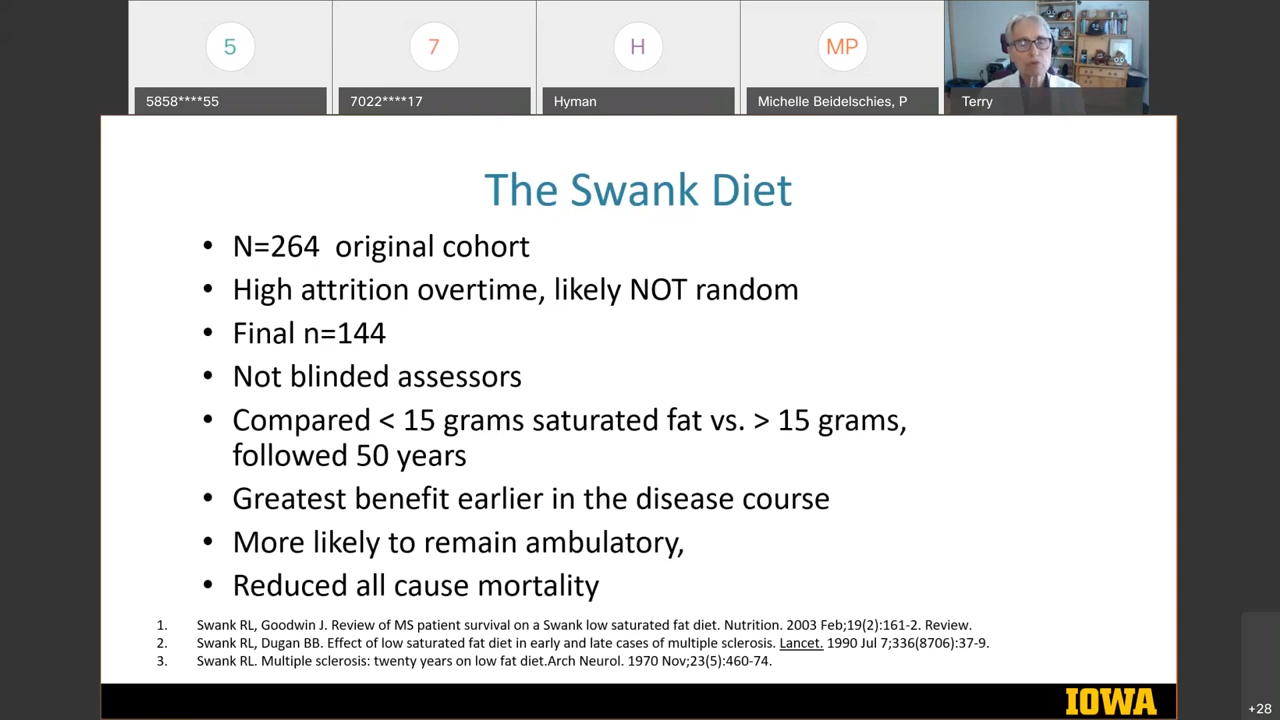 5
7
H
MP
5858****55
7022****17
Hyman
Michelle Beidelschies, P
Terry
The Swank Diet
• N=264 original cohort
• High attrition overtime, likely NOT random
• Final n=144
• Not blinded assessors
• Compared < 15 grams saturated fat vs. > 15 grams,
followed 50 years
• Greatest benefit earlier in the disease course
• More likely to remain ambulatory,
• Reduced all cause mortality
1. Swank RL, Goodwin J. Review of MS patient survival on a Swank low saturated fat diet. Nutrition. 2003 Feb;19(2):161-2. Review.
2. Swank RL, Dugan BB. Effect of low saturated fat diet in early and late cases of multiple sclerosis. Lancet. 1990 Jul 7;336(8706):37-9.
3. Swank RL. Multiple sclerosis: twenty years on low fat diet.Arch Neurol. 1970 Nov;23(5):460-74.
IOWA
+28